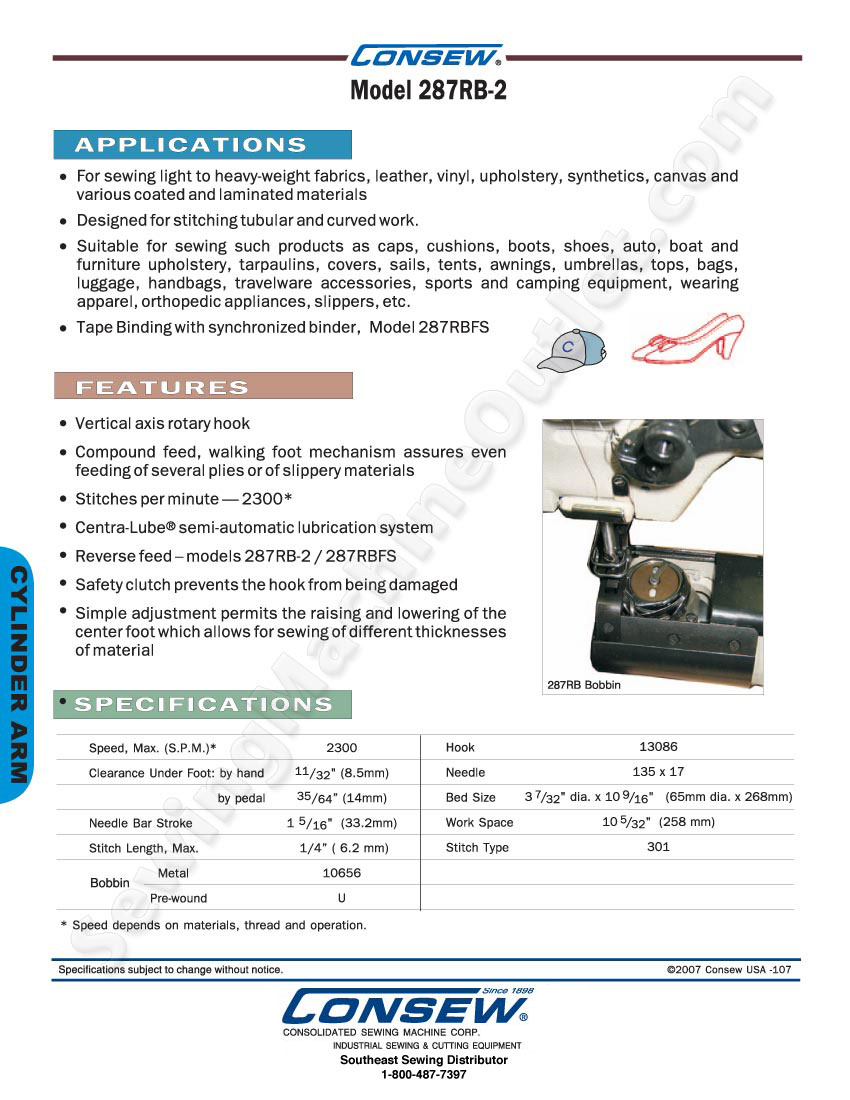 CONSEW®
Model 287RB-2
APPLICATIONS
• For sewing light to heavy-weight fabrics, leather, vinyl, upholstery, synthetics, canvas and
various coated and laminated materials
• Designed for stitching tubular and curved work.
• Suitable for sewing such products as caps, cushions, boots, shoes, auto, boat and
furniture upholstery, tarpaulins, covers, sails, tents, awnings, umbrellas, tops, bags,
luggage, handbags, travelware accessories, sports and camping equipment, wearing
apparel, orthopedic appliances, slippers, etc.
• Tape Binding with synchronized binder, Model 287RBFS
C
FEATURES
• Vertical axis rotary hook
• Compound feed, walking foot mechanism assures even
feeding of several plies or of slippery materials
• Stitches per minute — 2300*
• Centra-Lube® semi-automatic lubrication system
• Reverse feed – models 287RB-2 / 287RBFS
• Safety clutch prevents the hook from being damaged
• Simple adjustment permits the raising and lowering of the
center foot which allows for sewing of different thicknesses
of material
287RB Bobbin
CYLINDER ARM
• SPECIFICATIONS
Speed, Max. (S.P.M.)* 2300
Clearance Under Foot: by hand 11/32" (8.5mm)
by pedal 35/64" (14mm)
Needle Bar Stroke 1 5/16" (33.2mm)
Stitch Length, Max. 1/4" ( 6.2 mm)
Bobbin Metal 10656
Pre-wound U
Hook 13086
Needle 135 x 17
Bed Size 3 7/32" dia. x 10 9/16" (65mm dia. x 268mm)
Work Space 10 5/32" (258 mm)
Stitch Type 301
* Speed depends on materials, thread and operation.
Specifications subject to change without notice. ©2007 Consew USA -107
Since 1898
CONSEW®
CONSOLIDATED SEWING MACHINE CORP.
INDUSTRIAL SEWING & CUTTING EQUIPMENT
Southeast Sewing Distributor
1-800-487-7397
SewingMachineOutlet.com